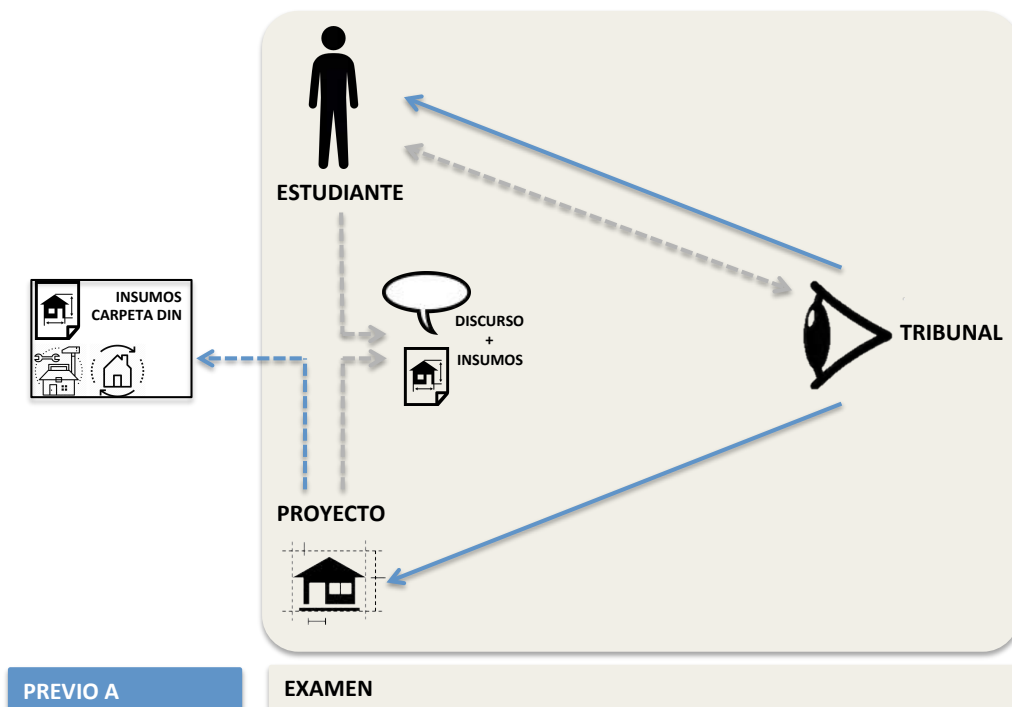 ESTUDIANTE
INSUMOS
CARPETA DIN
DISCURSO
+
INSUMOS
TRIBUNAL
PROYECTO
PREVIO A
EXAMEN